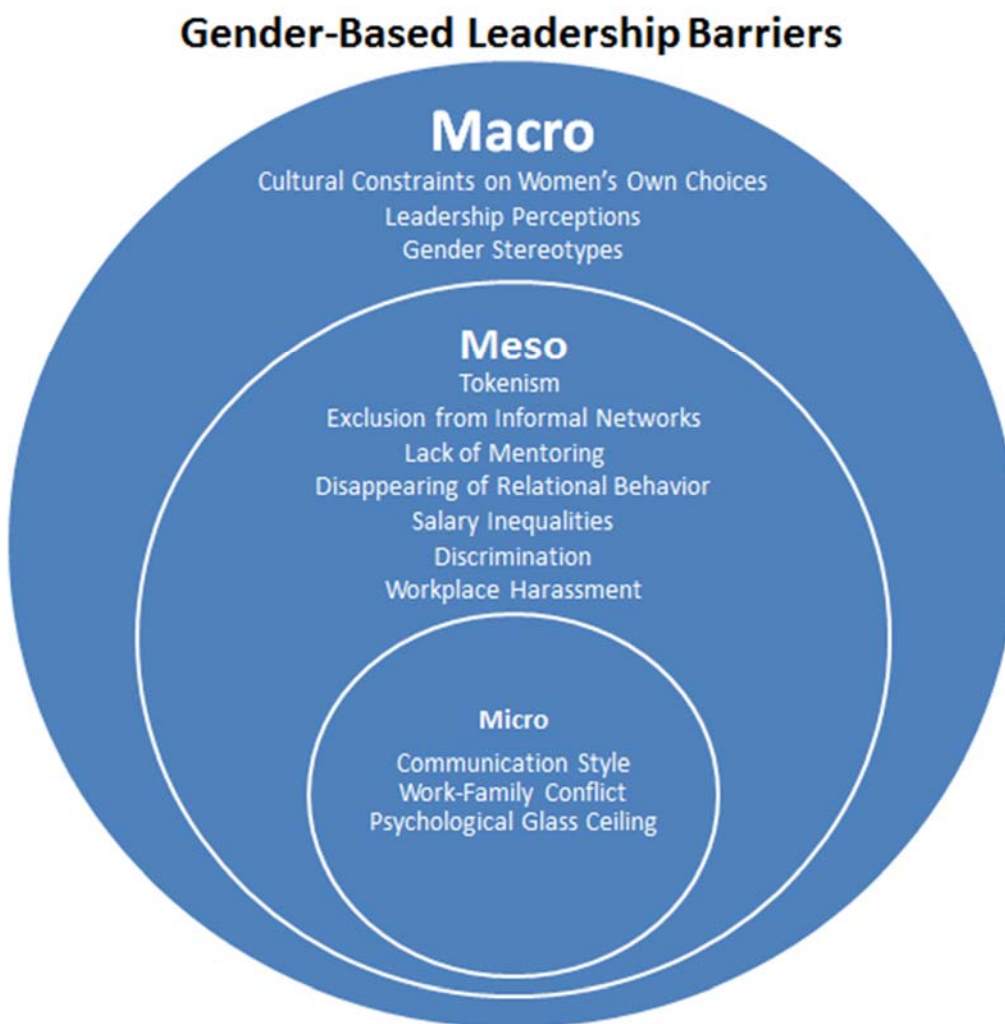 Gender-Based Leadership Barriers
Macro
Cultural Constraints on Women's Own Choices
Leadership Perceptions
Gender Stereotypes
Meso
Tokenism
Exclusion from Informal Networks
Lack of Mentoring
Disappearing of Relational Behavior
Salary Inequalities
Discrimination
Workplace Harassment
Micro
Communication Style
Work-Family Conflict
Psychological Glass Ceiling